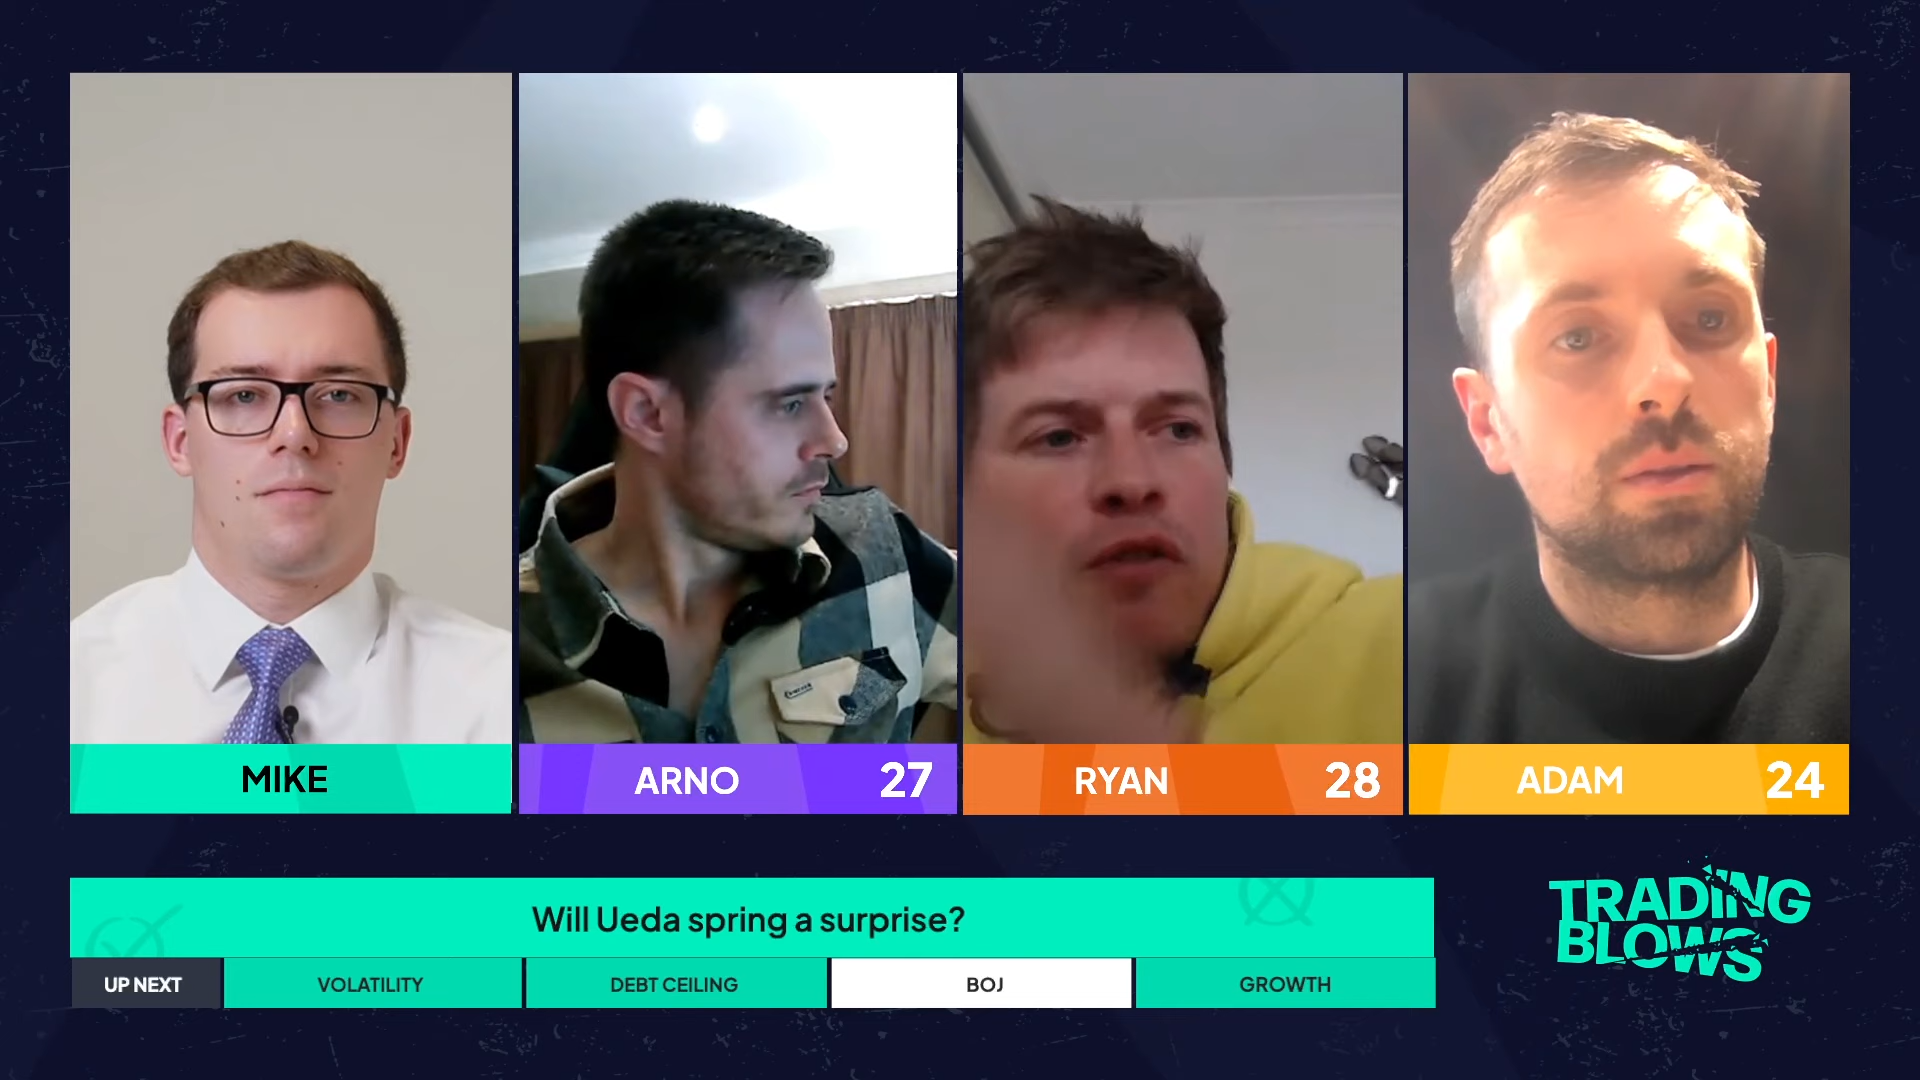 MIKE
ARNO 27
RYAN 28
ADAM 24
Will Ueda spring a surprise?
UP NEXT
VOLATILITY
DEBT CEILING
BOJ
GROWTH
TRADING
BLOWS